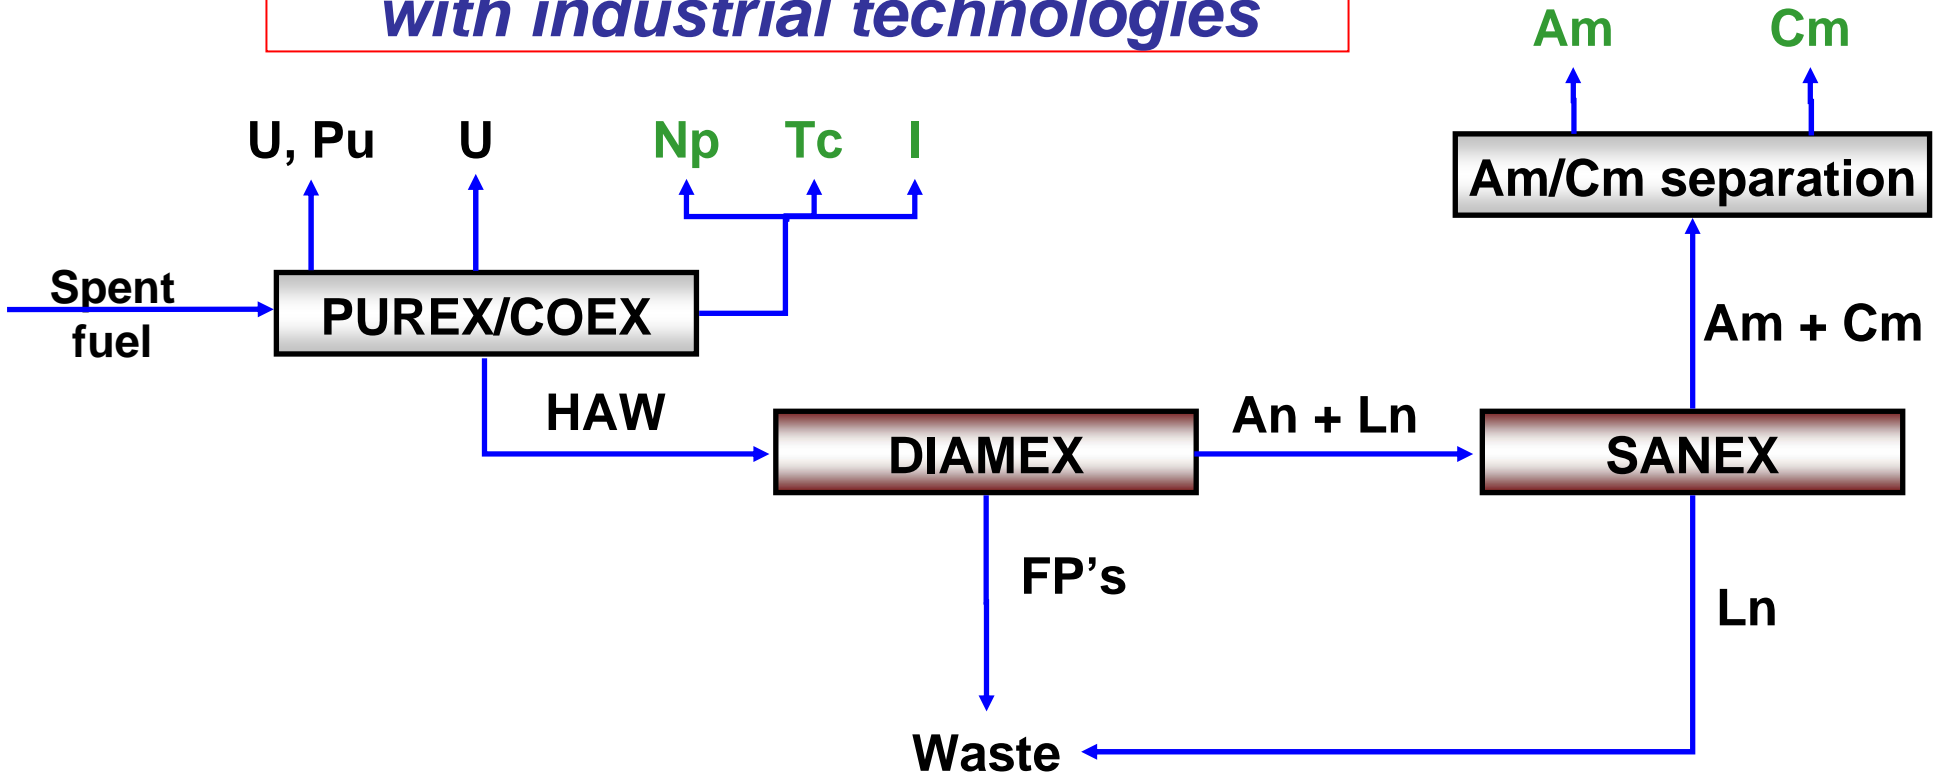 with industrial technologies
Am
Cm
U, Pu
U
Np
Tc
I
Am/Cm separation
Spent
fuel
PUREX/COEX
Am + Cm
HAW
An + Ln
DIAMEX
SANEX
FP’s
Ln
Waste